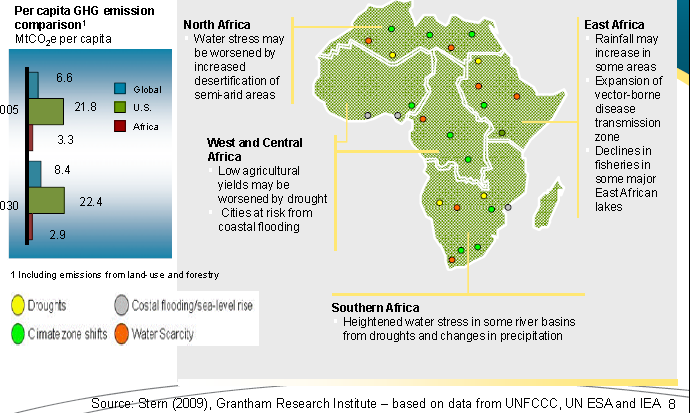 Per capita GHG emission
comparison¹
MtCO₂e per capita
6.6
Global
21.8
U.S.
005
Africa
3.3
8.4
22.4
030
2.9
1 Including emissions from land-use and forestry
Droughts
Costal flooding/sea-level rise
Climate zone shifts
Water Scarcity
North Africa
Water stress may
be worsened by
increased
desertification of
semi-arid areas
West and Central
Africa
Low agricultural
yields may be
worsened by drought
Cities at risk from
coastal flooding
East Africa
Rainfall may
increase in
some areas
Expansion of
vector-borne
disease
transmission
zone
Declines in
fisheries in
some major
East African
lakes
Southern Africa
Heightened water stress in some river basins
from droughts and changes in precipitation
Source: Stern (2009), Grantham Research Institute – based on data from UNFCCC, UN ESA and IEA 8